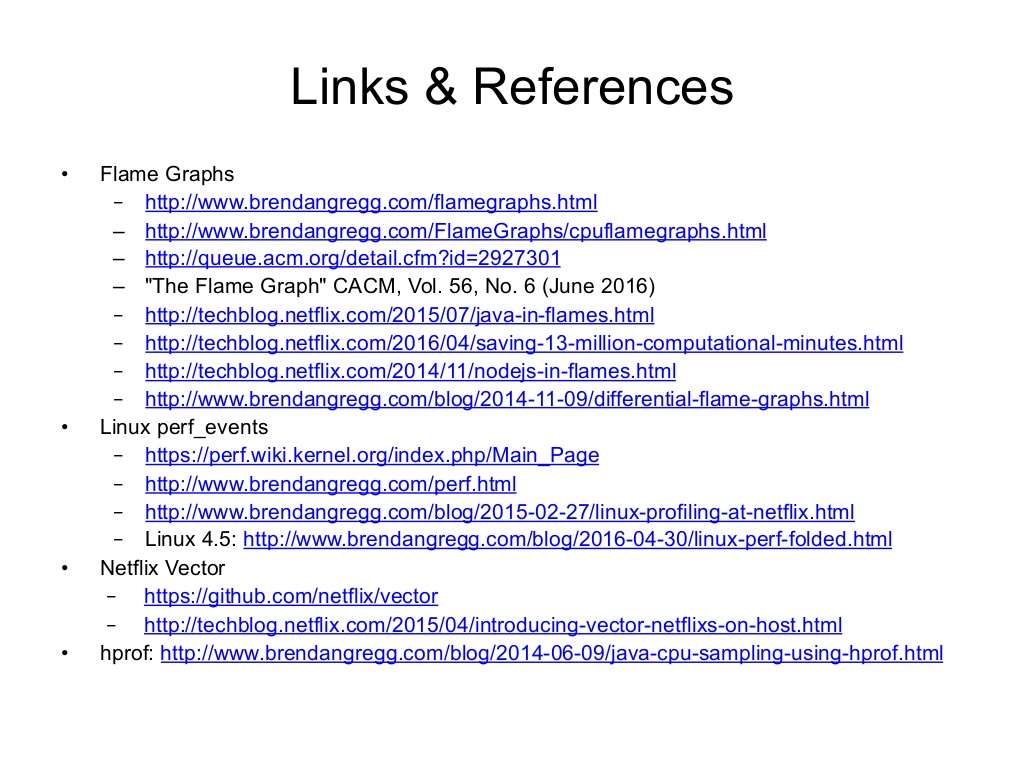 Links & References
• Flame Graphs
– http://www.brendangregg.com/flamegraphs.html
– http://www.brendangregg.com/FlameGraphs/cpuflamegraphs.html
– http://queue.acm.org/detail.cfm?id=2927301
– "The Flame Graph" CACM, Vol. 56, No. 6 (June 2016)
– http://techblog.netflix.com/2015/07/java-in-flames.html
– http://techblog.netflix.com/2016/04/saving-13-million-computational-minutes.html
– http://techblog.netflix.com/2014/11/nodejs-in-flames.html
– http://www.brendangregg.com/blog/2014-11-09/differential-flame-graphs.html
• Linux perf_events
– https://perf.wiki.kernel.org/index.php/Main_Page
– http://www.brendangregg.com/perf.html
– http://www.brendangregg.com/blog/2015-02-27/linux-profiling-at-netflix.html
– Linux 4.5: http://www.brendangregg.com/blog/2016-04-30/linux-perf-folded.html
• Netflix Vector
– https://github.com/netflix/vector
– http://techblog.netflix.com/2015/04/introducing-vector-netflixs-on-host.html
• hprof: http://www.brendangregg.com/blog/2014-06-09/java-cpu-sampling-using-hprof.html